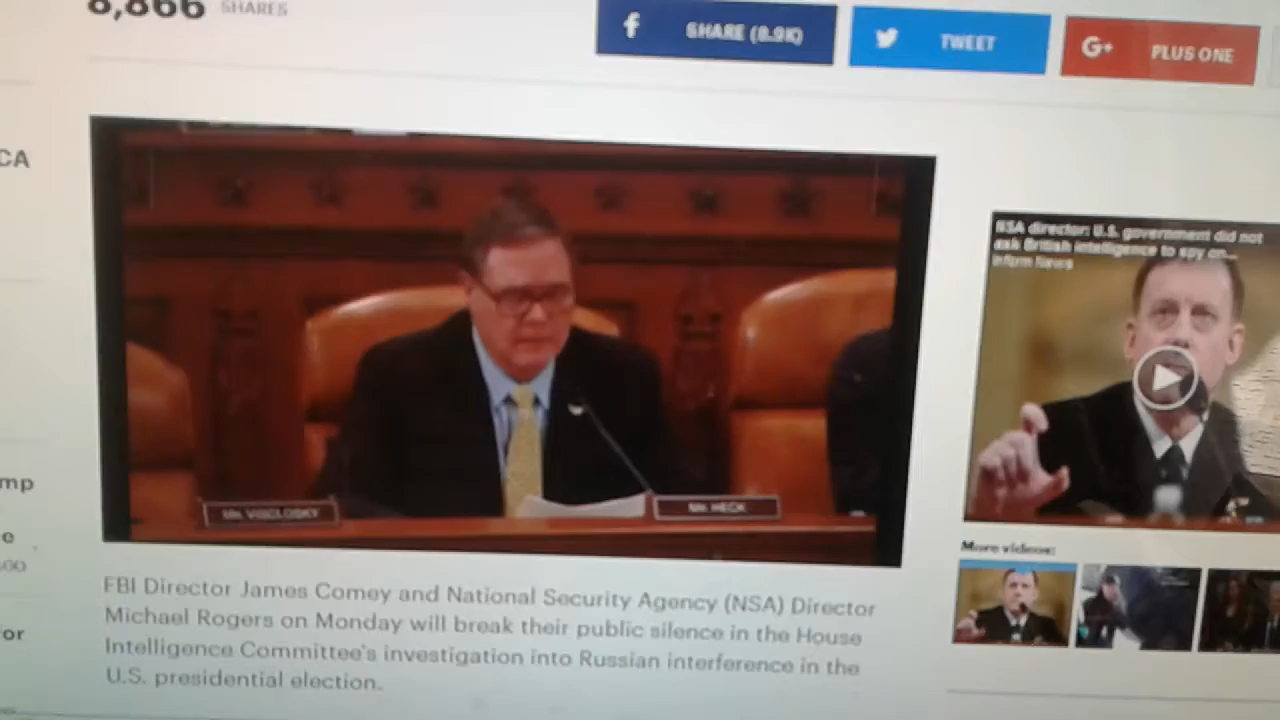 8,866 SHARES
SHARE (8.9K)
TWEET
G+ PLUS ONE
CA
NSA director: U.S. government did not
ask British intelligence to spy on...
Inform News
Mr. VISCLOSKY
Mr. HECK
mp
e
.00
or
More videos:
FBI Director James Comey and National Security Agency (NSA) Director
Michael Rogers on Monday will break their public silence in the House
Intelligence Committee's investigation into Russian interference in the
U.S. presidential election.